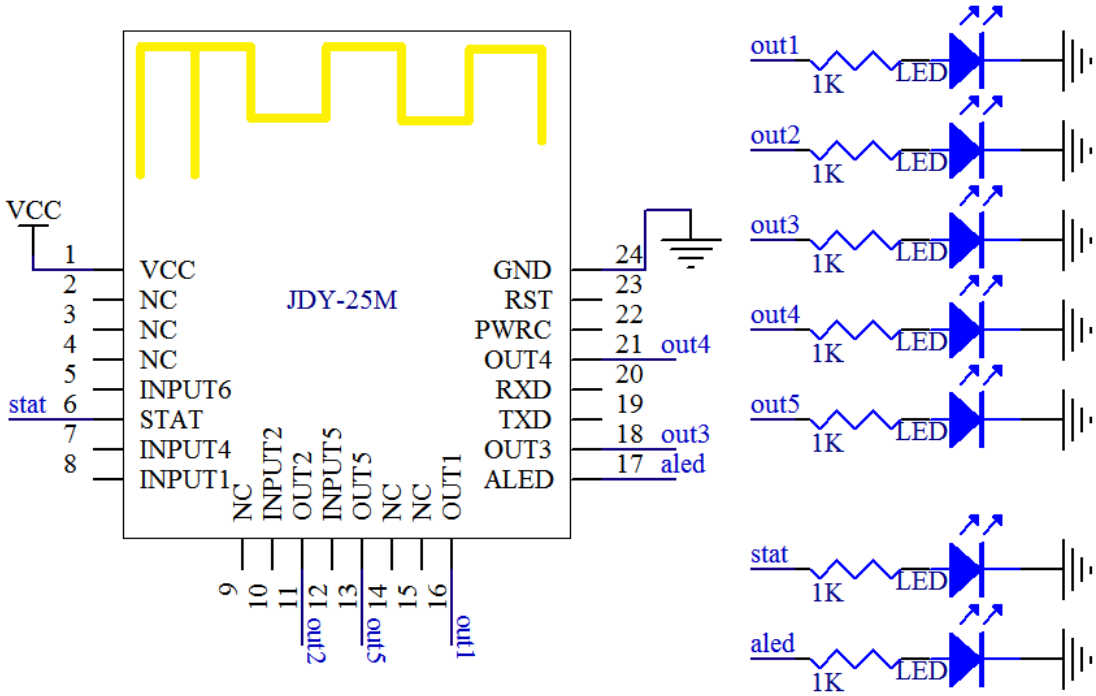 VCC
1 VCC
2 NC
3 NC
4 NC
5 INPUT6
stat 6 STAT
7 INPUT4
8 INPUT1
JDY-25M
GND 24
RST 23
PWRC 22
OUT4 21 out4
RXD 20
TXD 19
OUT3 18 out3
ALED 17 aled
NC INPUT2 OUT2 INPUT5 OUT5 NC NC OUT1
9 10 11 12 13 14 15 16
out2 out5 out1
out1 1K LED
out2 1K LED
out3 1K LED
out4 1K LED
out5 1K LED
stat 1K LED
aled 1K LED